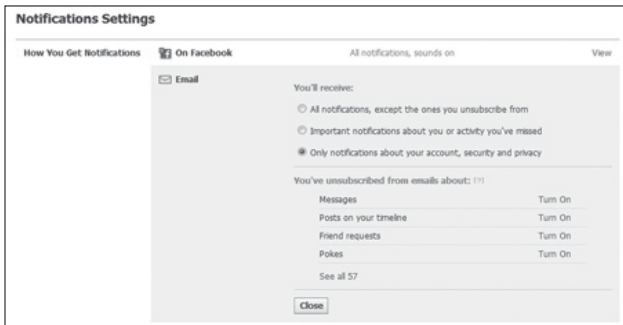 Notifications Settings
How You Get Notifications On Facebook All notifications, sounds on View
Email
You'll receive:
All notifications, except the ones you unsubscribe from
Important notifications about you or activity you've missed
Only notifications about your account, security and privacy
You've unsubscribed from emails about: [?]
Messages Turn On
Posts on your timeline Turn On
Friend requests Turn On
Pokes Turn On
See all 57
Close